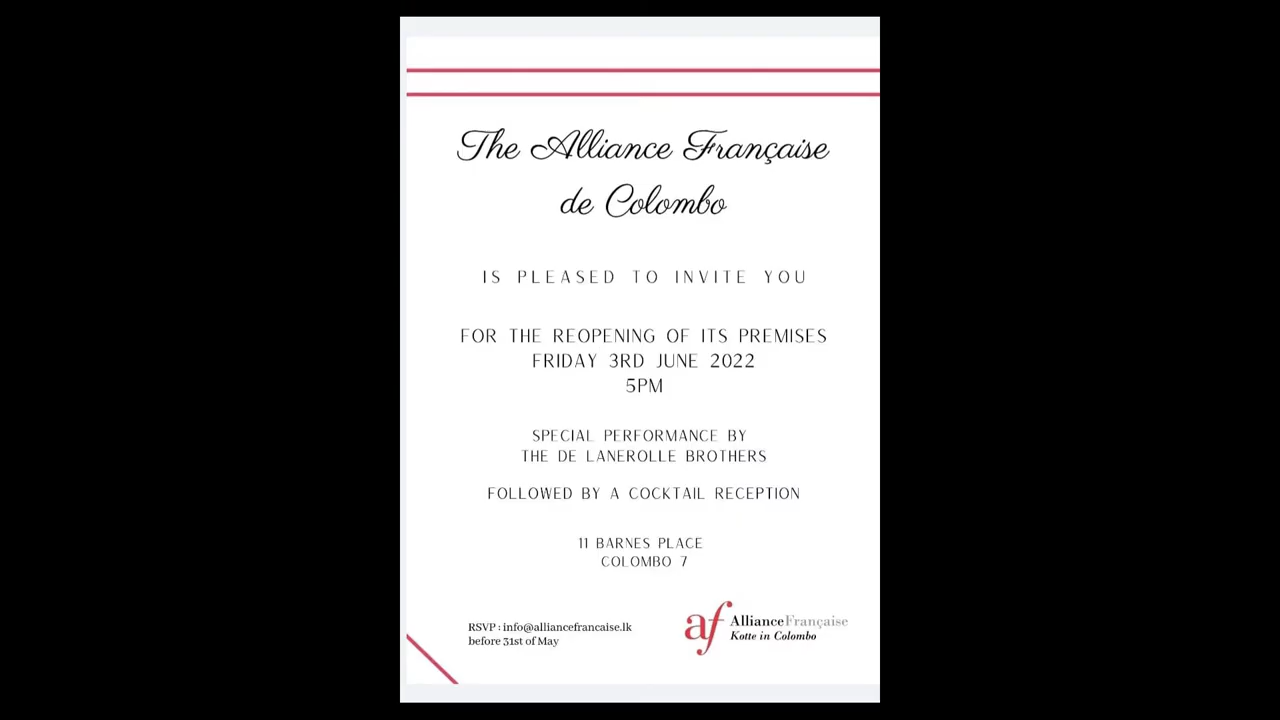 The Alliance Française
de Colombo
IS PLEASED TO INVITE YOU
FOR THE REOPENING OF ITS PREMISES
FRIDAY 3RD JUNE 2022
5PM
SPECIAL PERFORMANCE BY
THE DE LANEROLLE BROTHERS
FOLLOWED BY A COCKTAIL RECEPTION
11 BARNES PLACE
COLOMBO 7
RSVP : info@alliancefrancaise.lk
before 31st of May
af AllianceFrançaise
Kotte in Colombo